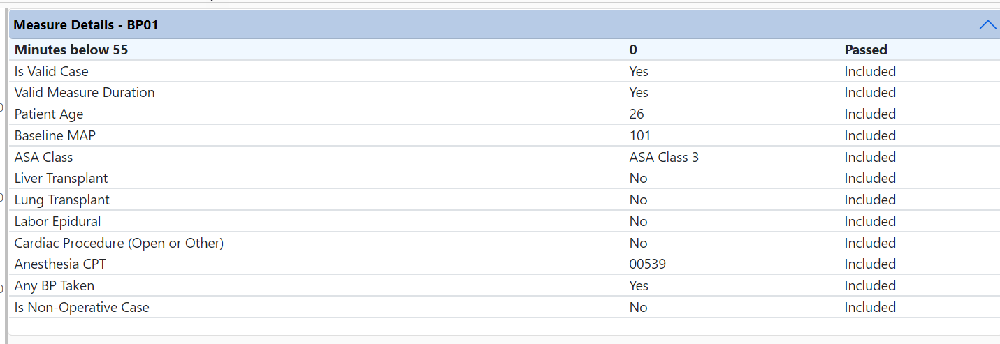 Measure Details - BP01
Minutes below 55 0 Passed
Is Valid Case Yes Included
Valid Measure Duration Yes Included
Patient Age 26 Included
Baseline MAP 101 Included
ASA Class ASA Class 3 Included
Liver Transplant No Included
Lung Transplant No Included
Labor Epidural No Included
Cardiac Procedure (Open or Other) No Included
Anesthesia CPT 00539 Included
Any BP Taken Yes Included
Is Non-Operative Case No Included